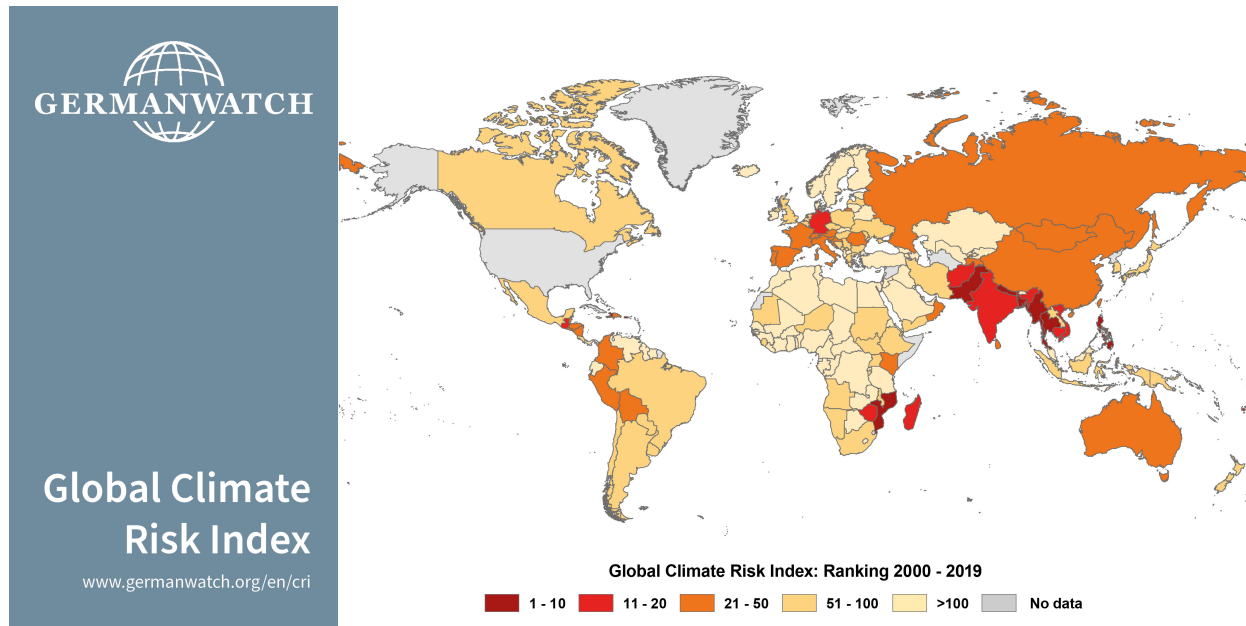 GERMANWATCH
Global Climate
Risk Index
www.germanwatch.org/en/cri
Global Climate Risk Index: Ranking 2000 - 2019
1 - 10
11 - 20
21 - 50
51 - 100
>100
No data